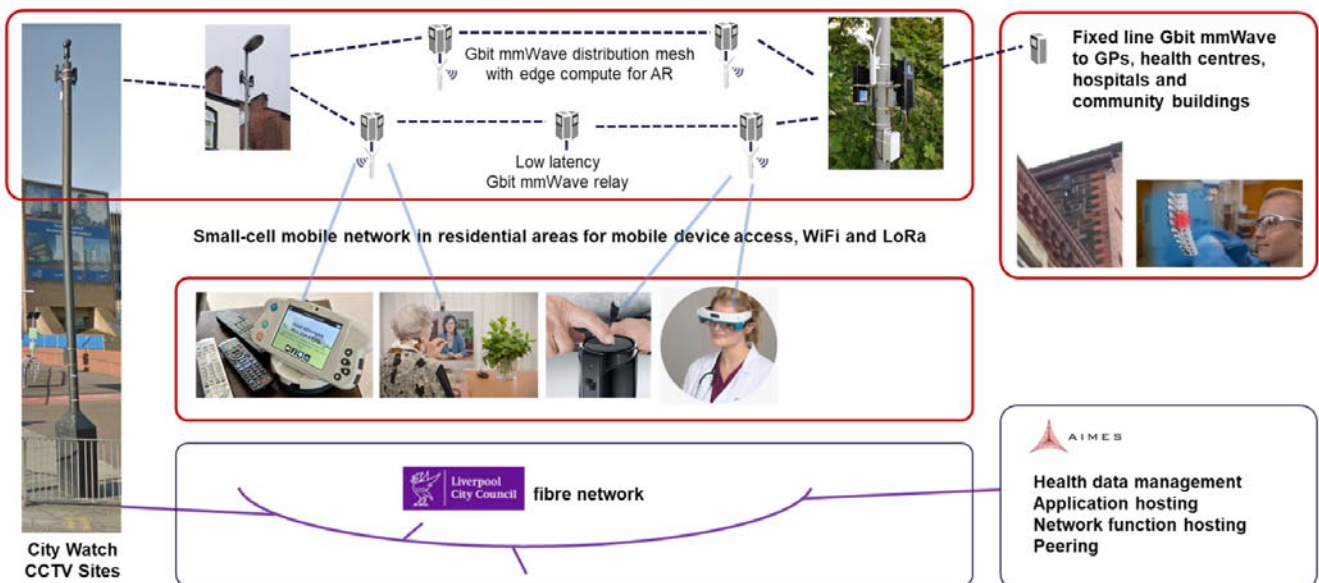 Gbit mmWave distribution mesh
with edge compute for AR
Low latency
Gbit mmWave relay
Fixed line Gbit mmWave
to GPs, health centres,
hospitals and
community buildings
Small-cell mobile network in residential areas for mobile device access, WiFi and LoRa
Liverpool
City Council
fibre network
AIMES
Health data management
Application hosting
Network function hosting
Peering
City Watch
CCTV Sites